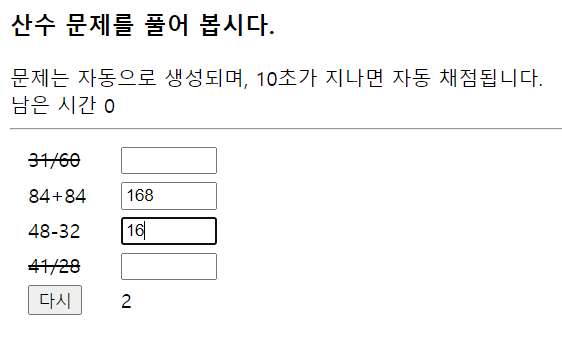 산수 문제를 풀어 봅시다.
문제는 자동으로 생성되며, 10초가 지나면 자동 채점됩니다.
남은 시간 0
31/60
84+84 168
48-32 16
41/28
다시 2